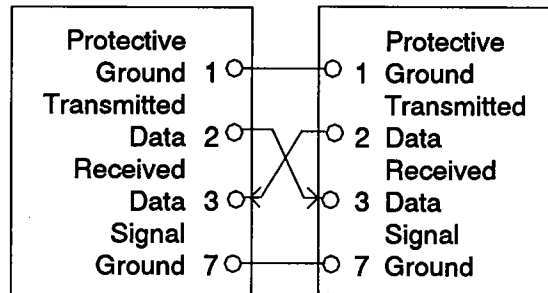 Protective
Ground 1
Transmitted
Data 2
Received
Data 3
Signal
Ground 7
Protective
1 Ground
Transmitted
2 Data
Received
3 Data
Signal
7 Ground